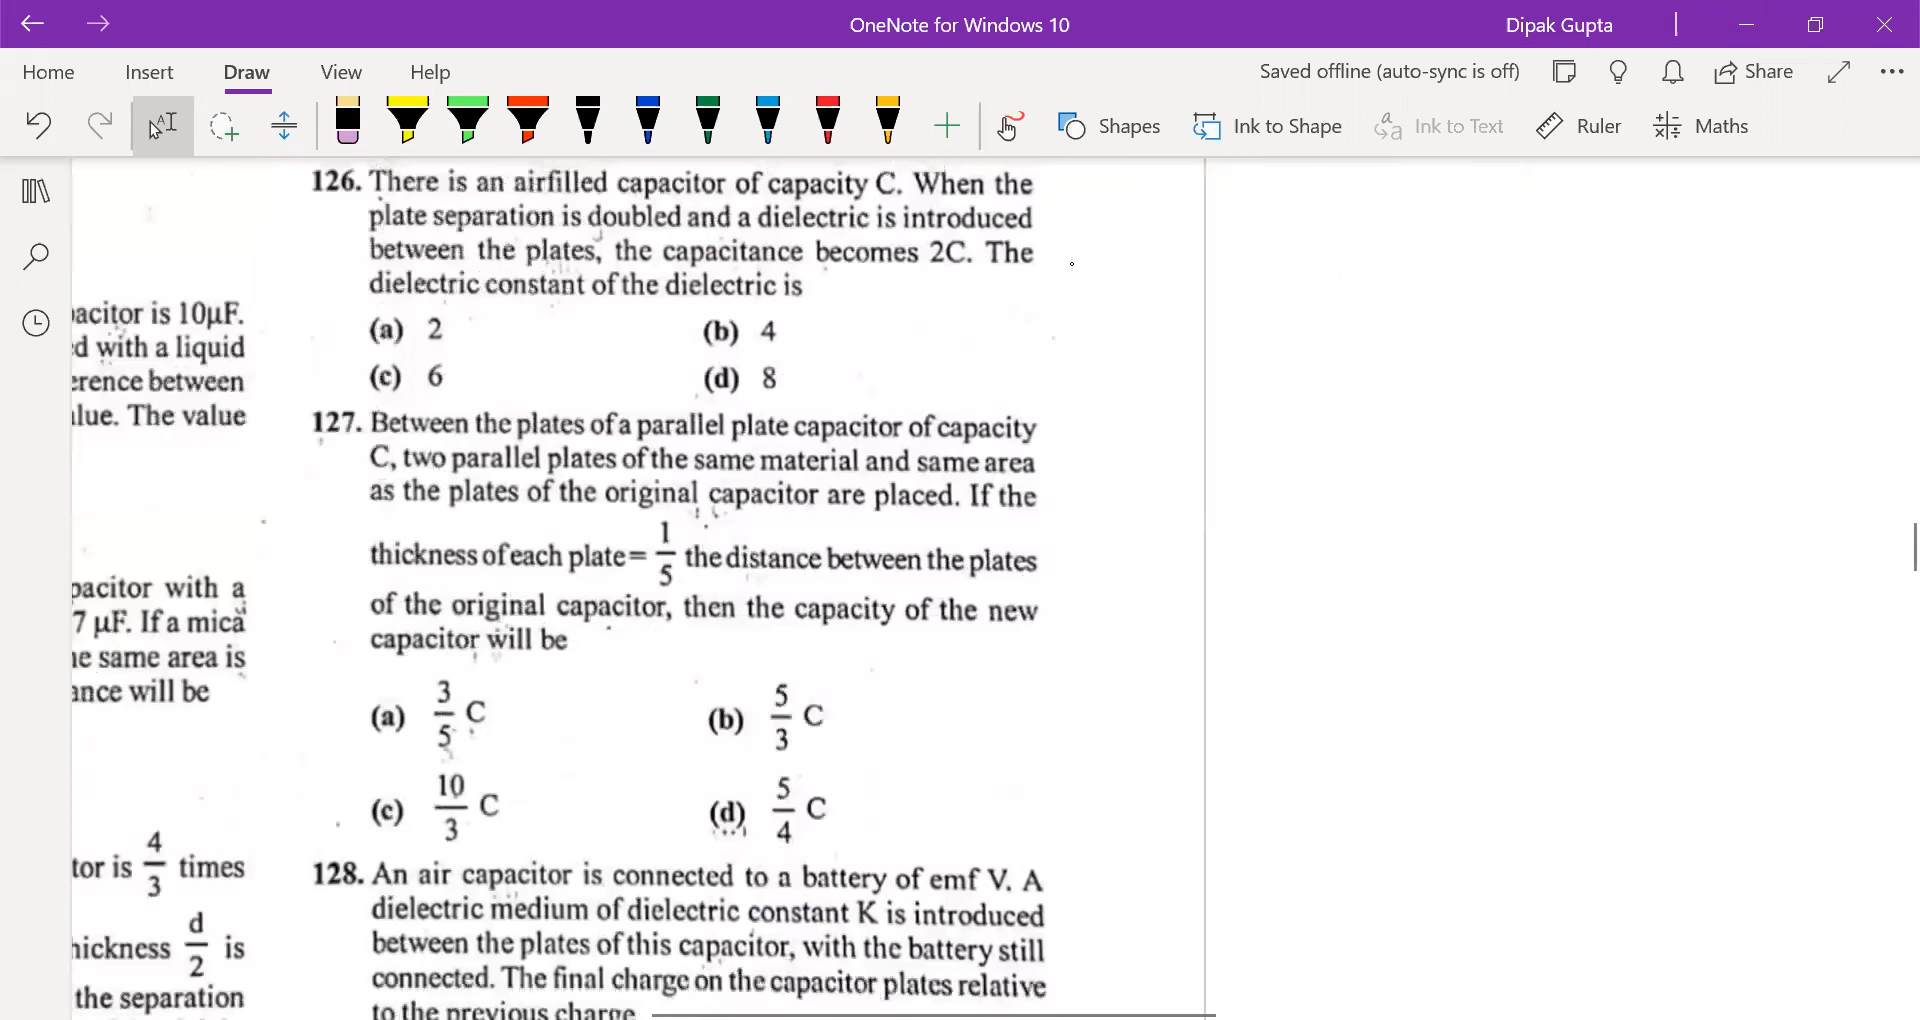 OneNote for Windows 10
Dipak Gupta
Home Insert Draw View Help
Saved offline (auto-sync is off)
Share
Shapes
Ink to Shape
Ink to Text
Ruler
Maths
acitor is 10μF.
d with a liquid
erence between
lue. The value
pacitor with a
7 μF. If a mica
ne same area is
ance will be
tor is 4/3 times
hickness d/2 is
the separation
126. There is an airfilled capacitor of capacity C. When the
plate separation is doubled and a dielectric is introduced
between the plates, the capacitance becomes 2C. The
dielectric constant of the dielectric is
(a) 2 (b) 4
(c) 6 (d) 8
127. Between the plates of a parallel plate capacitor of capacity
C, two parallel plates of the same material and same area
as the plates of the original capacitor are placed. If the
thickness of each plate= 1/5 the distance between the plates
of the original capacitor, then the capacity of the new
capacitor will be
(a) 3/5 C (b) 5/3 C
(c) 10/3 C (d) 5/4 C
128. An air capacitor is connected to a battery of emf V. A
dielectric medium of dielectric constant K is introduced
between the plates of this capacitor, with the battery still
connected. The final charge on the capacitor plates relative
to the previous charge